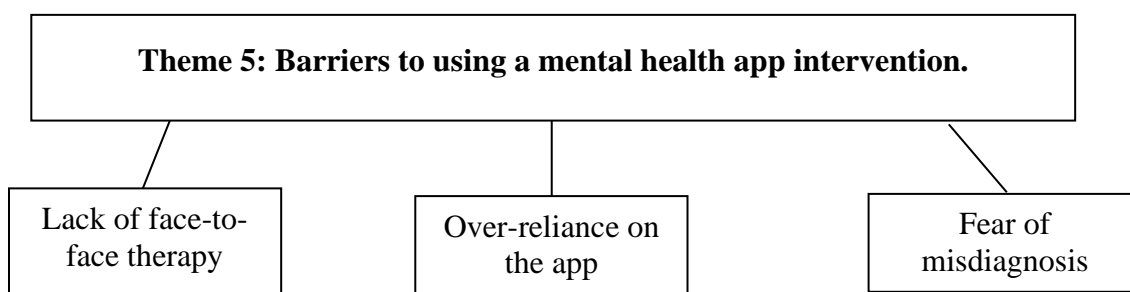 Theme 5: Barriers to using a mental health app intervention.
Lack of face-to-
face therapy
Over-reliance on
the app
Fear of
misdiagnosis